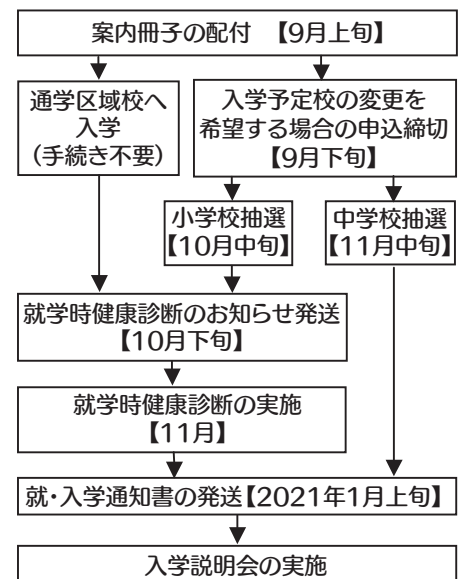 案内冊子の配付 【9月上旬】
通学区域校へ
入学
(手続き不要)
入学予定校の変更を
希望する場合の申込締切
【9月下旬】
小学校抽選
【10月中旬】
中学校抽選
【11月中旬】
就学時健康診断のお知らせ発送
【10月下旬】
就学時健康診断の実施
【11月】
就・入学通知書の発送【2021年1月上旬】
入学説明会の実施